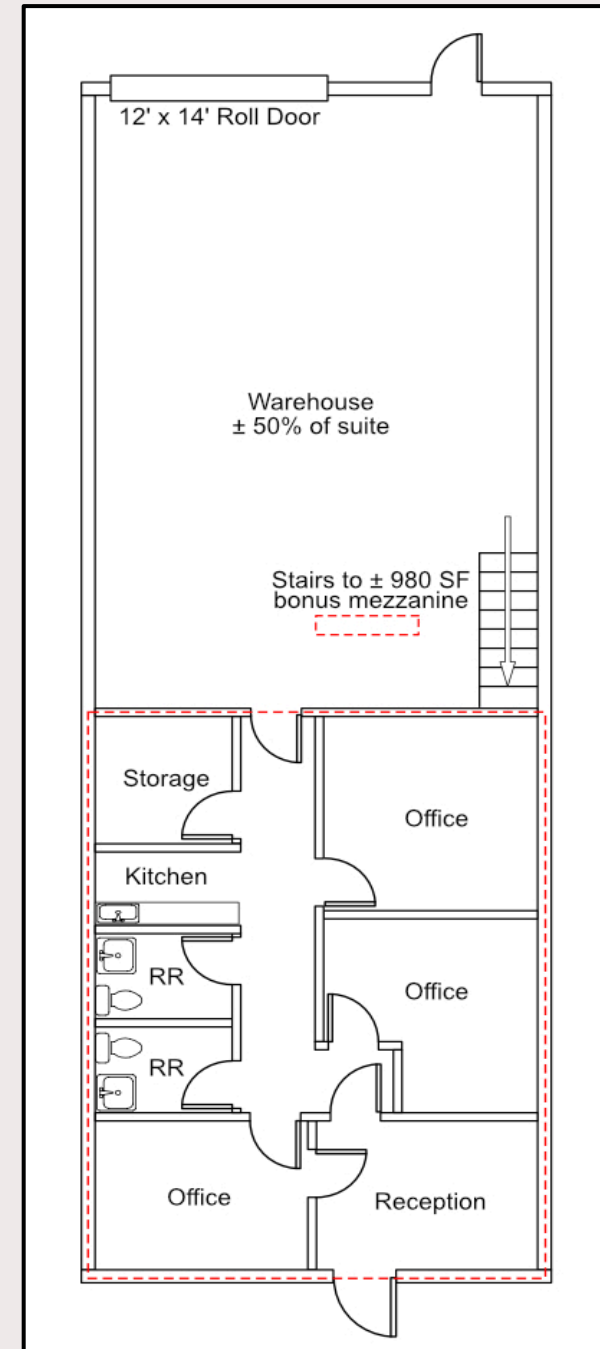 12' x 14' Roll Door
Warehouse
± 50% of suite
Stairs to ± 980 SF
bonus mezzanine
Storage
Office
Kitchen
RR
Office
RR
Office
Reception